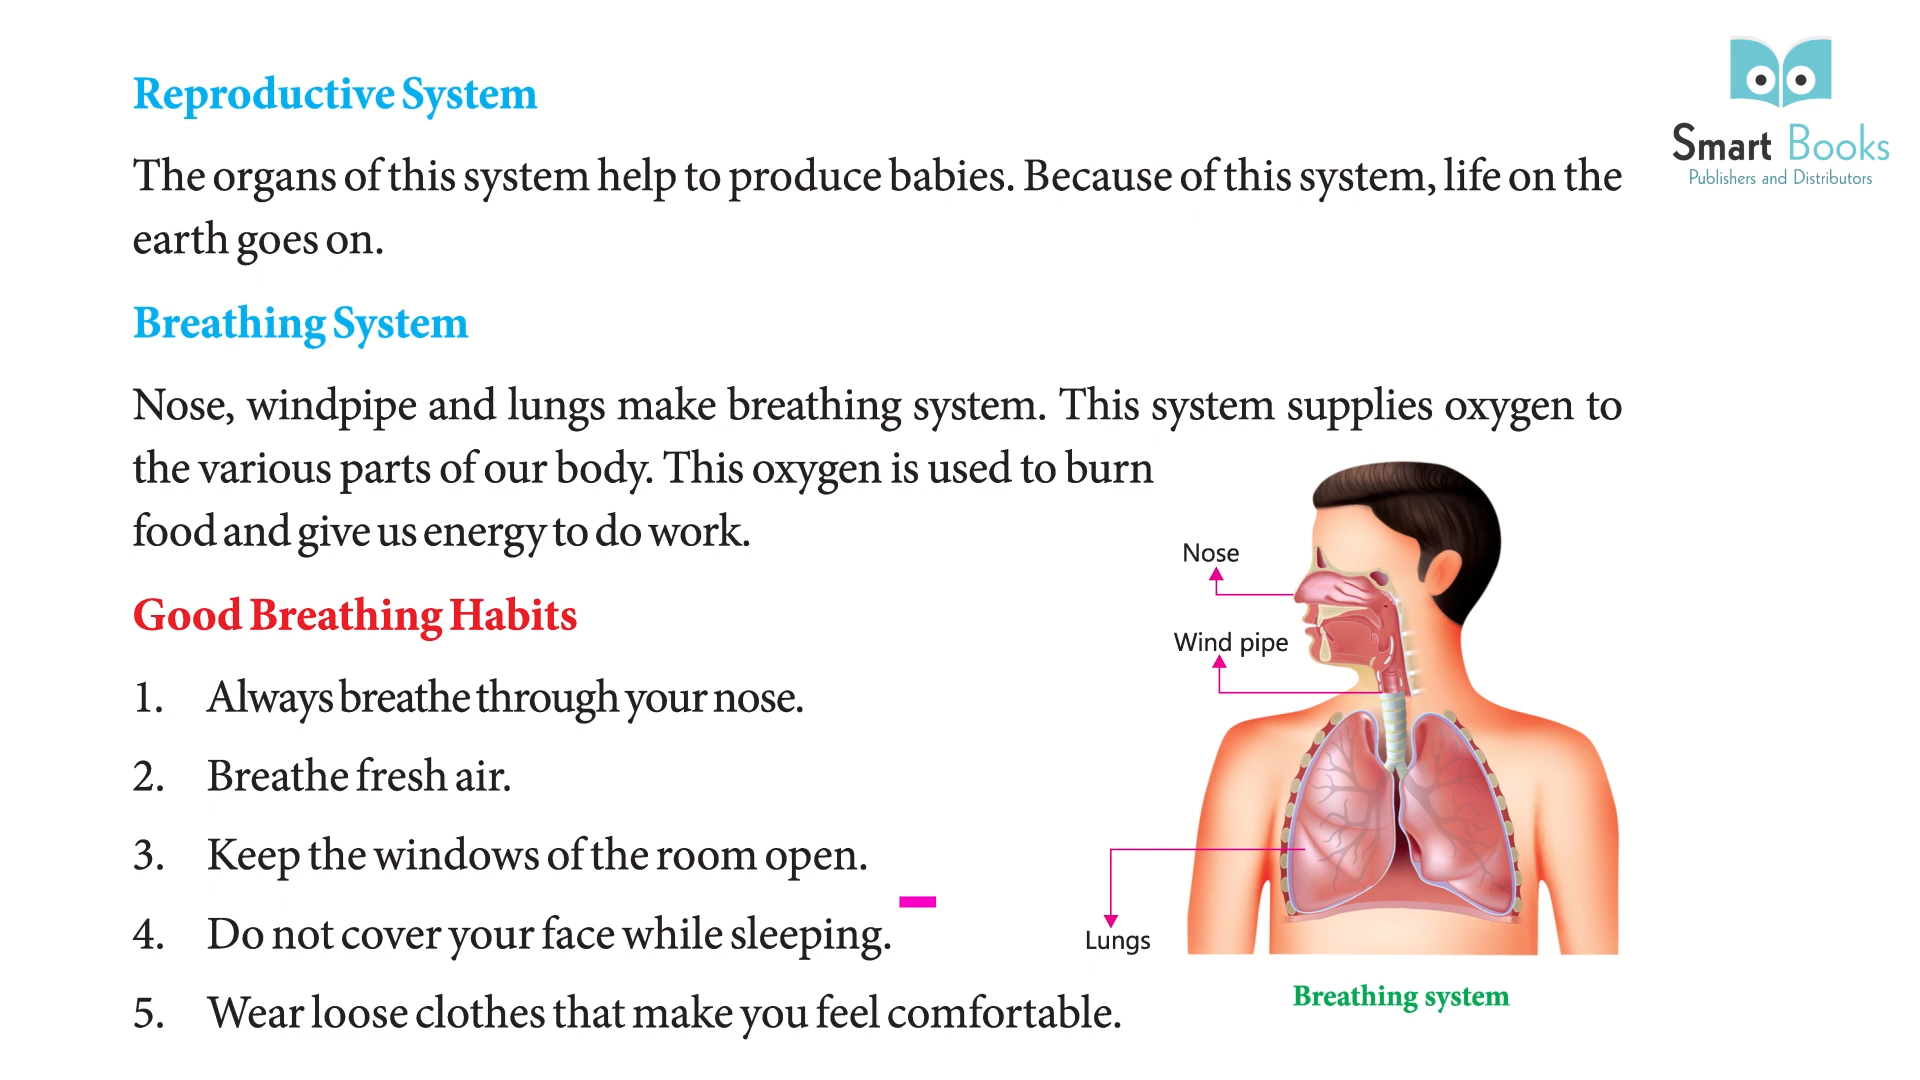 Smart Books
Publishers and Distributors
Reproductive System
The organs of this system help to produce babies. Because of this system, life on the
earth goes on.
Breathing System
Nose, windpipe and lungs make breathing system. This system supplies oxygen to
the various parts of our body. This oxygen is used to burn
food and give us energy to do work.
Good Breathing Habits
1. Always breathe through your nose.
2. Breathe fresh air.
3. Keep the windows of the room open.
4. Do not cover your face while sleeping.
5. Wear loose clothes that make you feel comfortable.
Nose
Wind pipe
Lungs
Breathing system